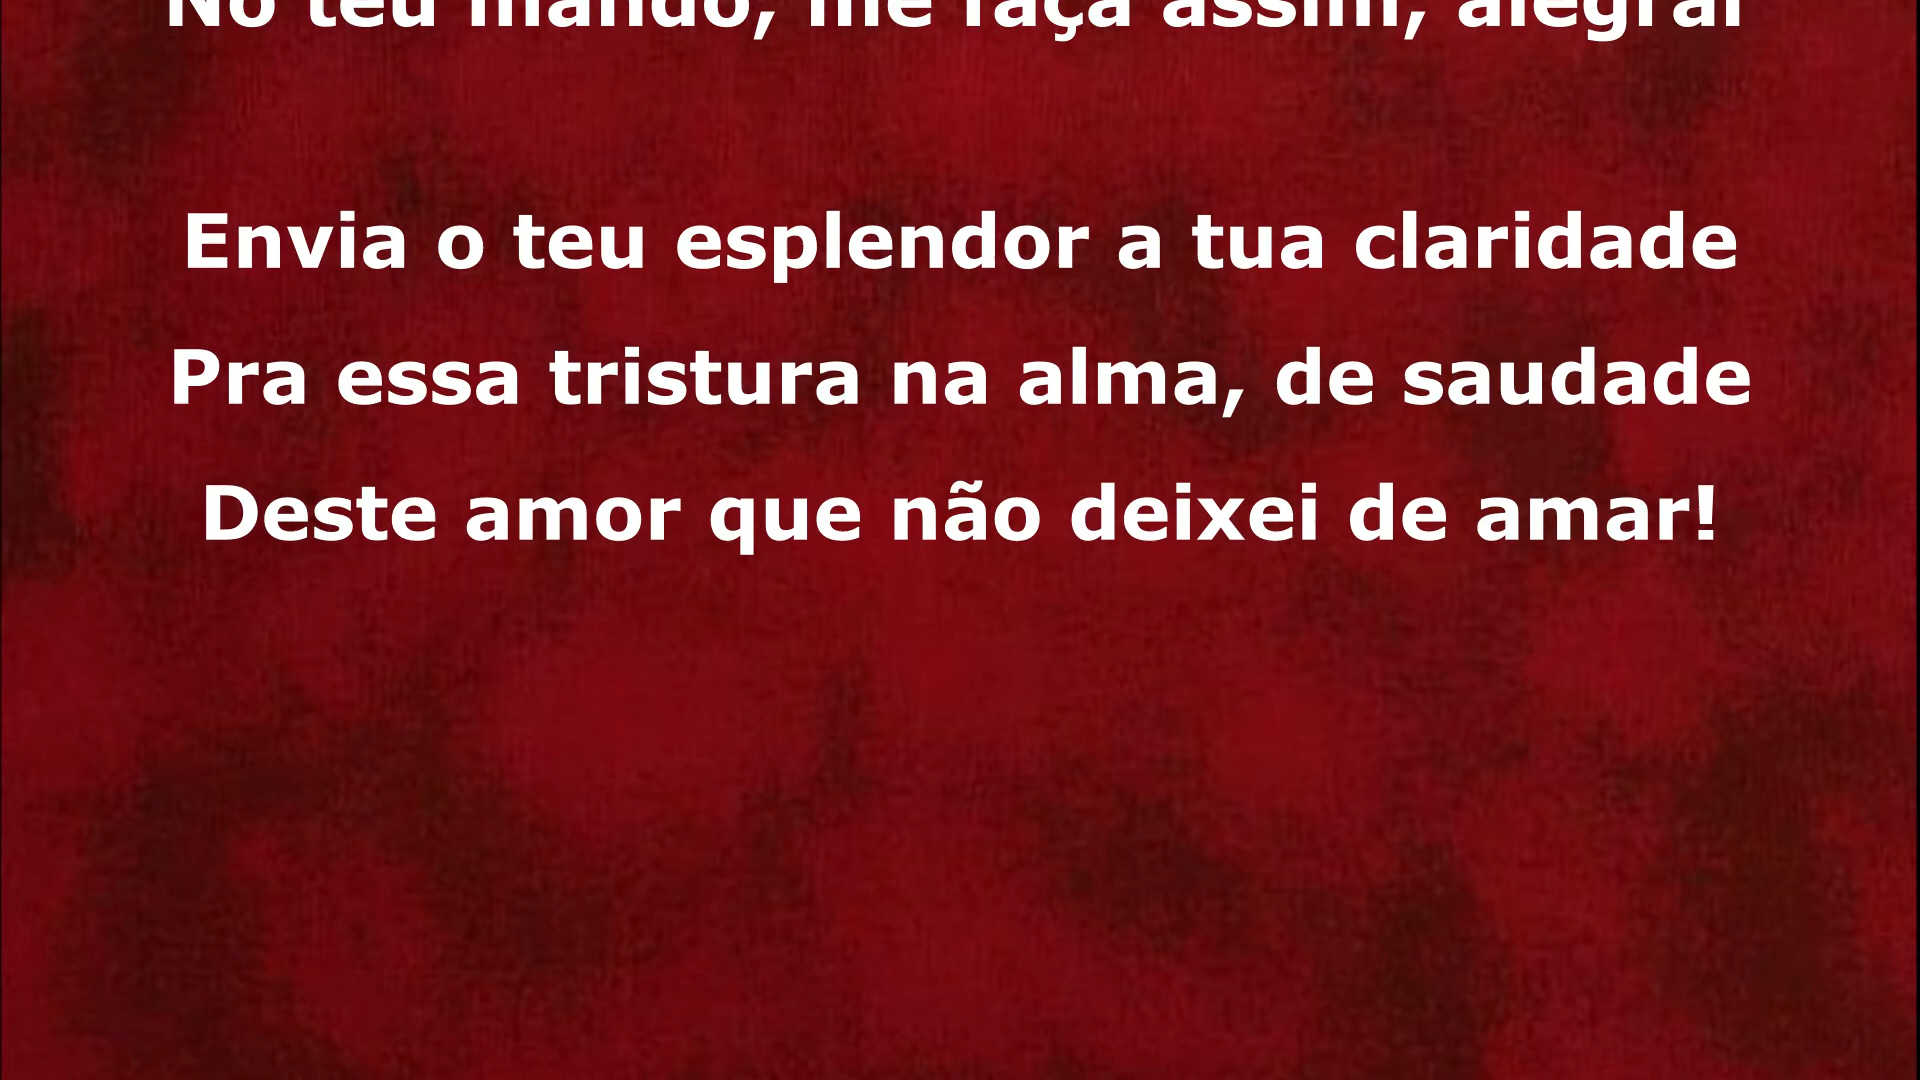 No teu mando, me faça assim, alegrar
Envia o teu esplendor a tua claridade
Pra essa tristura na alma, de saudade
Deste amor que não deixei de amar!